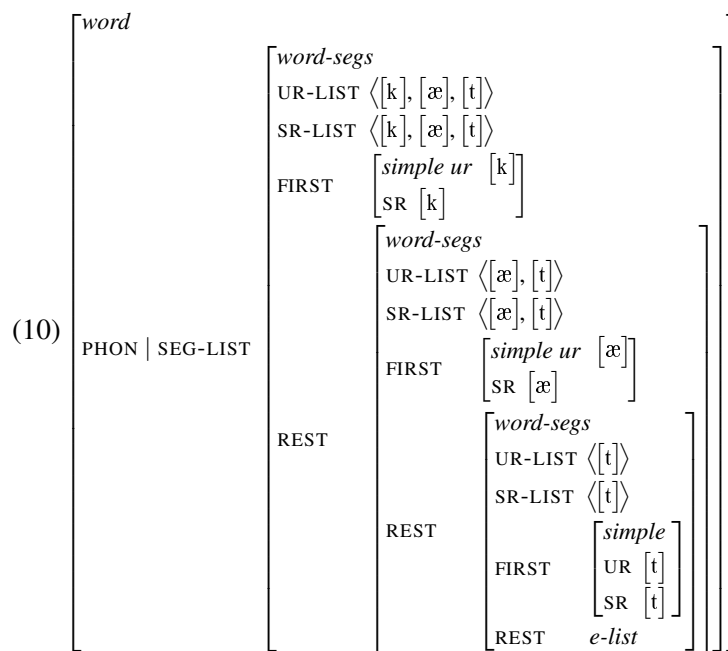 word
word-segs
UR-LIST ⟨[k], [æ], [t]⟩
SR-LIST ⟨[k], [æ], [t]⟩
simple ur [k]
FIRST
SR [k]
word-segs
UR-LIST ⟨[æ], [t]⟩
SR-LIST ⟨[æ], [t]⟩
(10)
PHON | SEG-LIST
simple ur [æ]
FIRST
SR [æ]
REST
word-segs
UR-LIST ⟨[t]⟩
SR-LIST ⟨[t]⟩
REST
simple
FIRST UR [t]
SR [t]
REST e-list